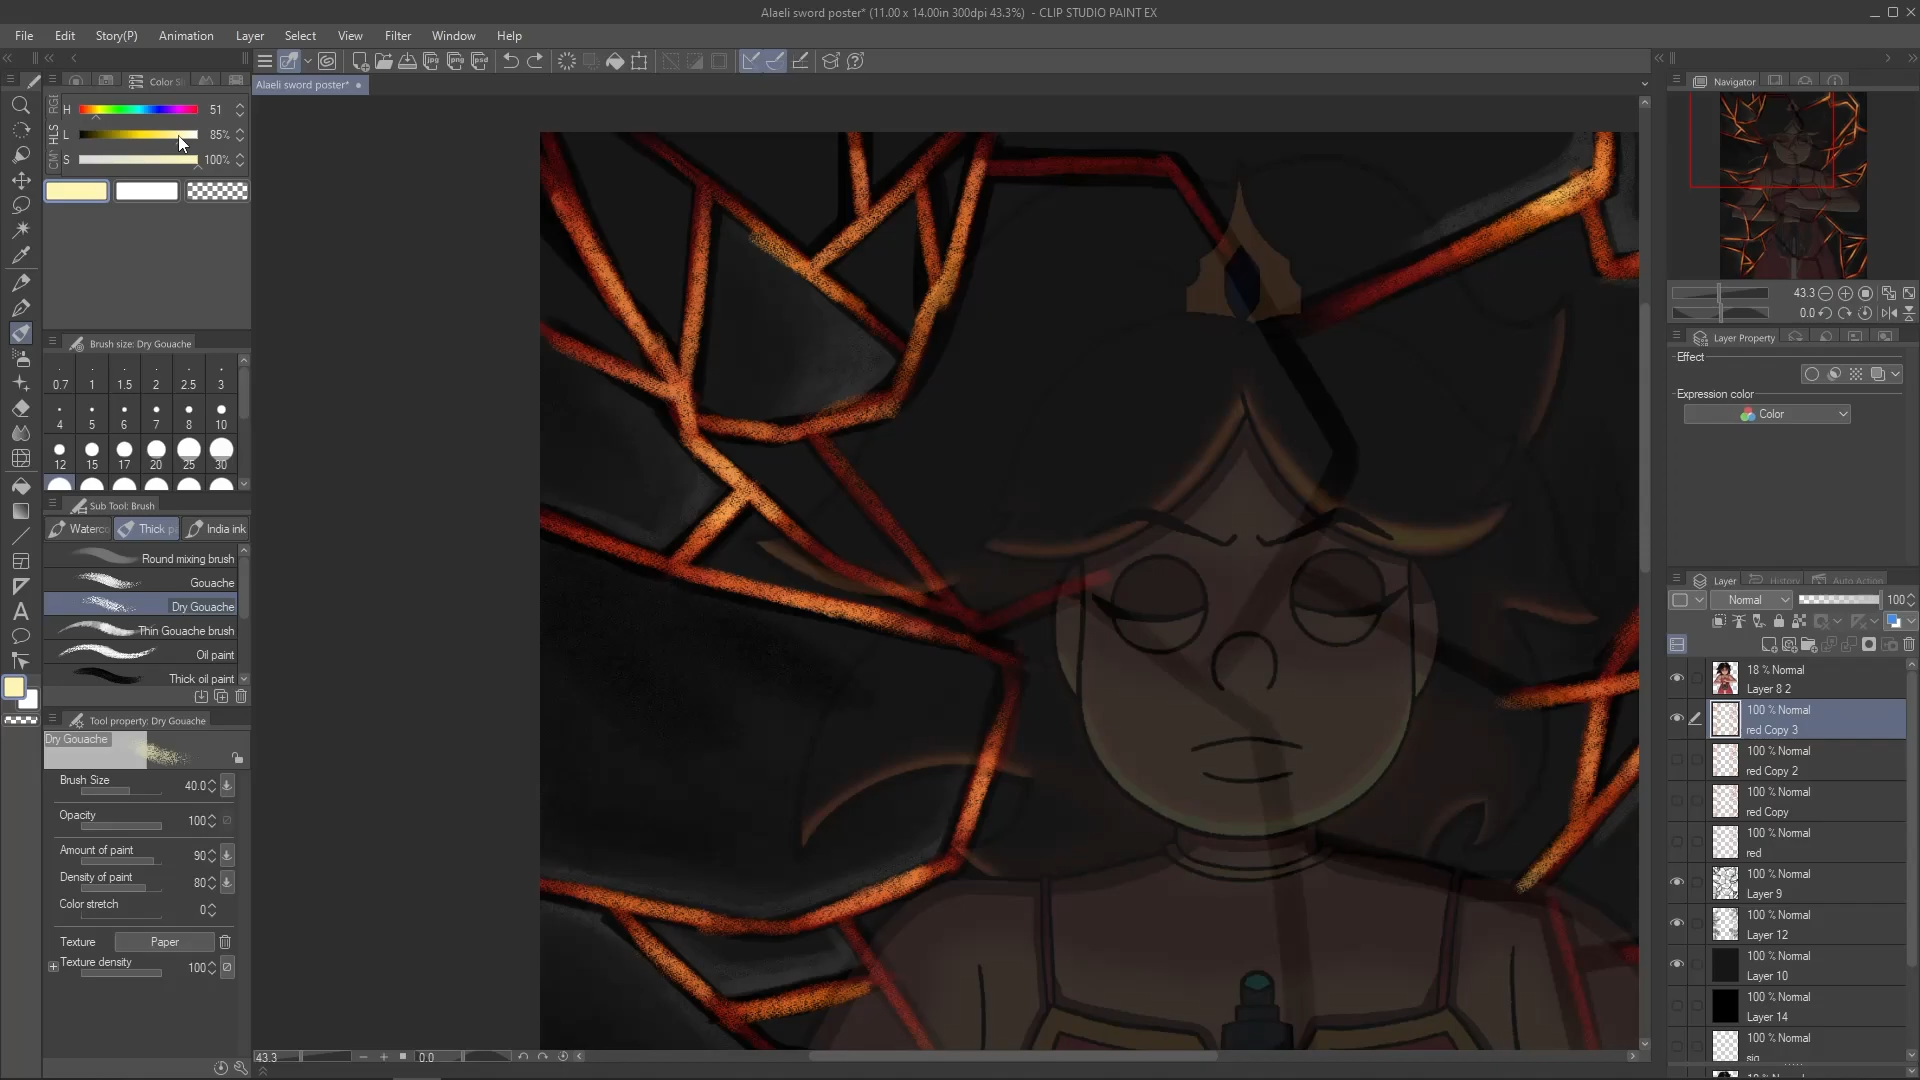 Alaeli sword poster* (11.00 x 14.00in 300dpi 43.3%) - CLIP STUDIO PAINT EX
File Edit Story(P) Animation Layer Select View Filter Window Help
Alaeli sword poster*
Navigator
RGB
HLS
H 51
L 85%
S 100%
43.3
0.0
Layer Property
Effect
Expression color
Color
Brush size: Dry Gouache
0.7 1 1.5 2 2.5 3
4 5 6 7 8 10
12 15 17 20 25 30
Sub Tool: Brush
Thick India ink
Round mixing brush
Gouache
Dry Gouache
Thin Gouache brush
Oil paint
Thick oil paint
Tool property: Dry Gouache
Dry Gouache
Brush Size 40.0
Opacity 100
Amount of paint 90
Density of paint 80
Color stretch 0
Texture Paper
Texture density 100
Layer History Auto Action
Normal 100
18 % Normal
Layer 8 2
100 % Normal
red Copy 3
100 % Normal
red Copy 2
100 % Normal
red Copy
100 % Normal
red
100 % Normal
Layer 9
100 % Normal
Layer 12
100 % Normal
Layer 10
100 % Normal
Layer 14
100 % Normal
sig
43.3 0.0